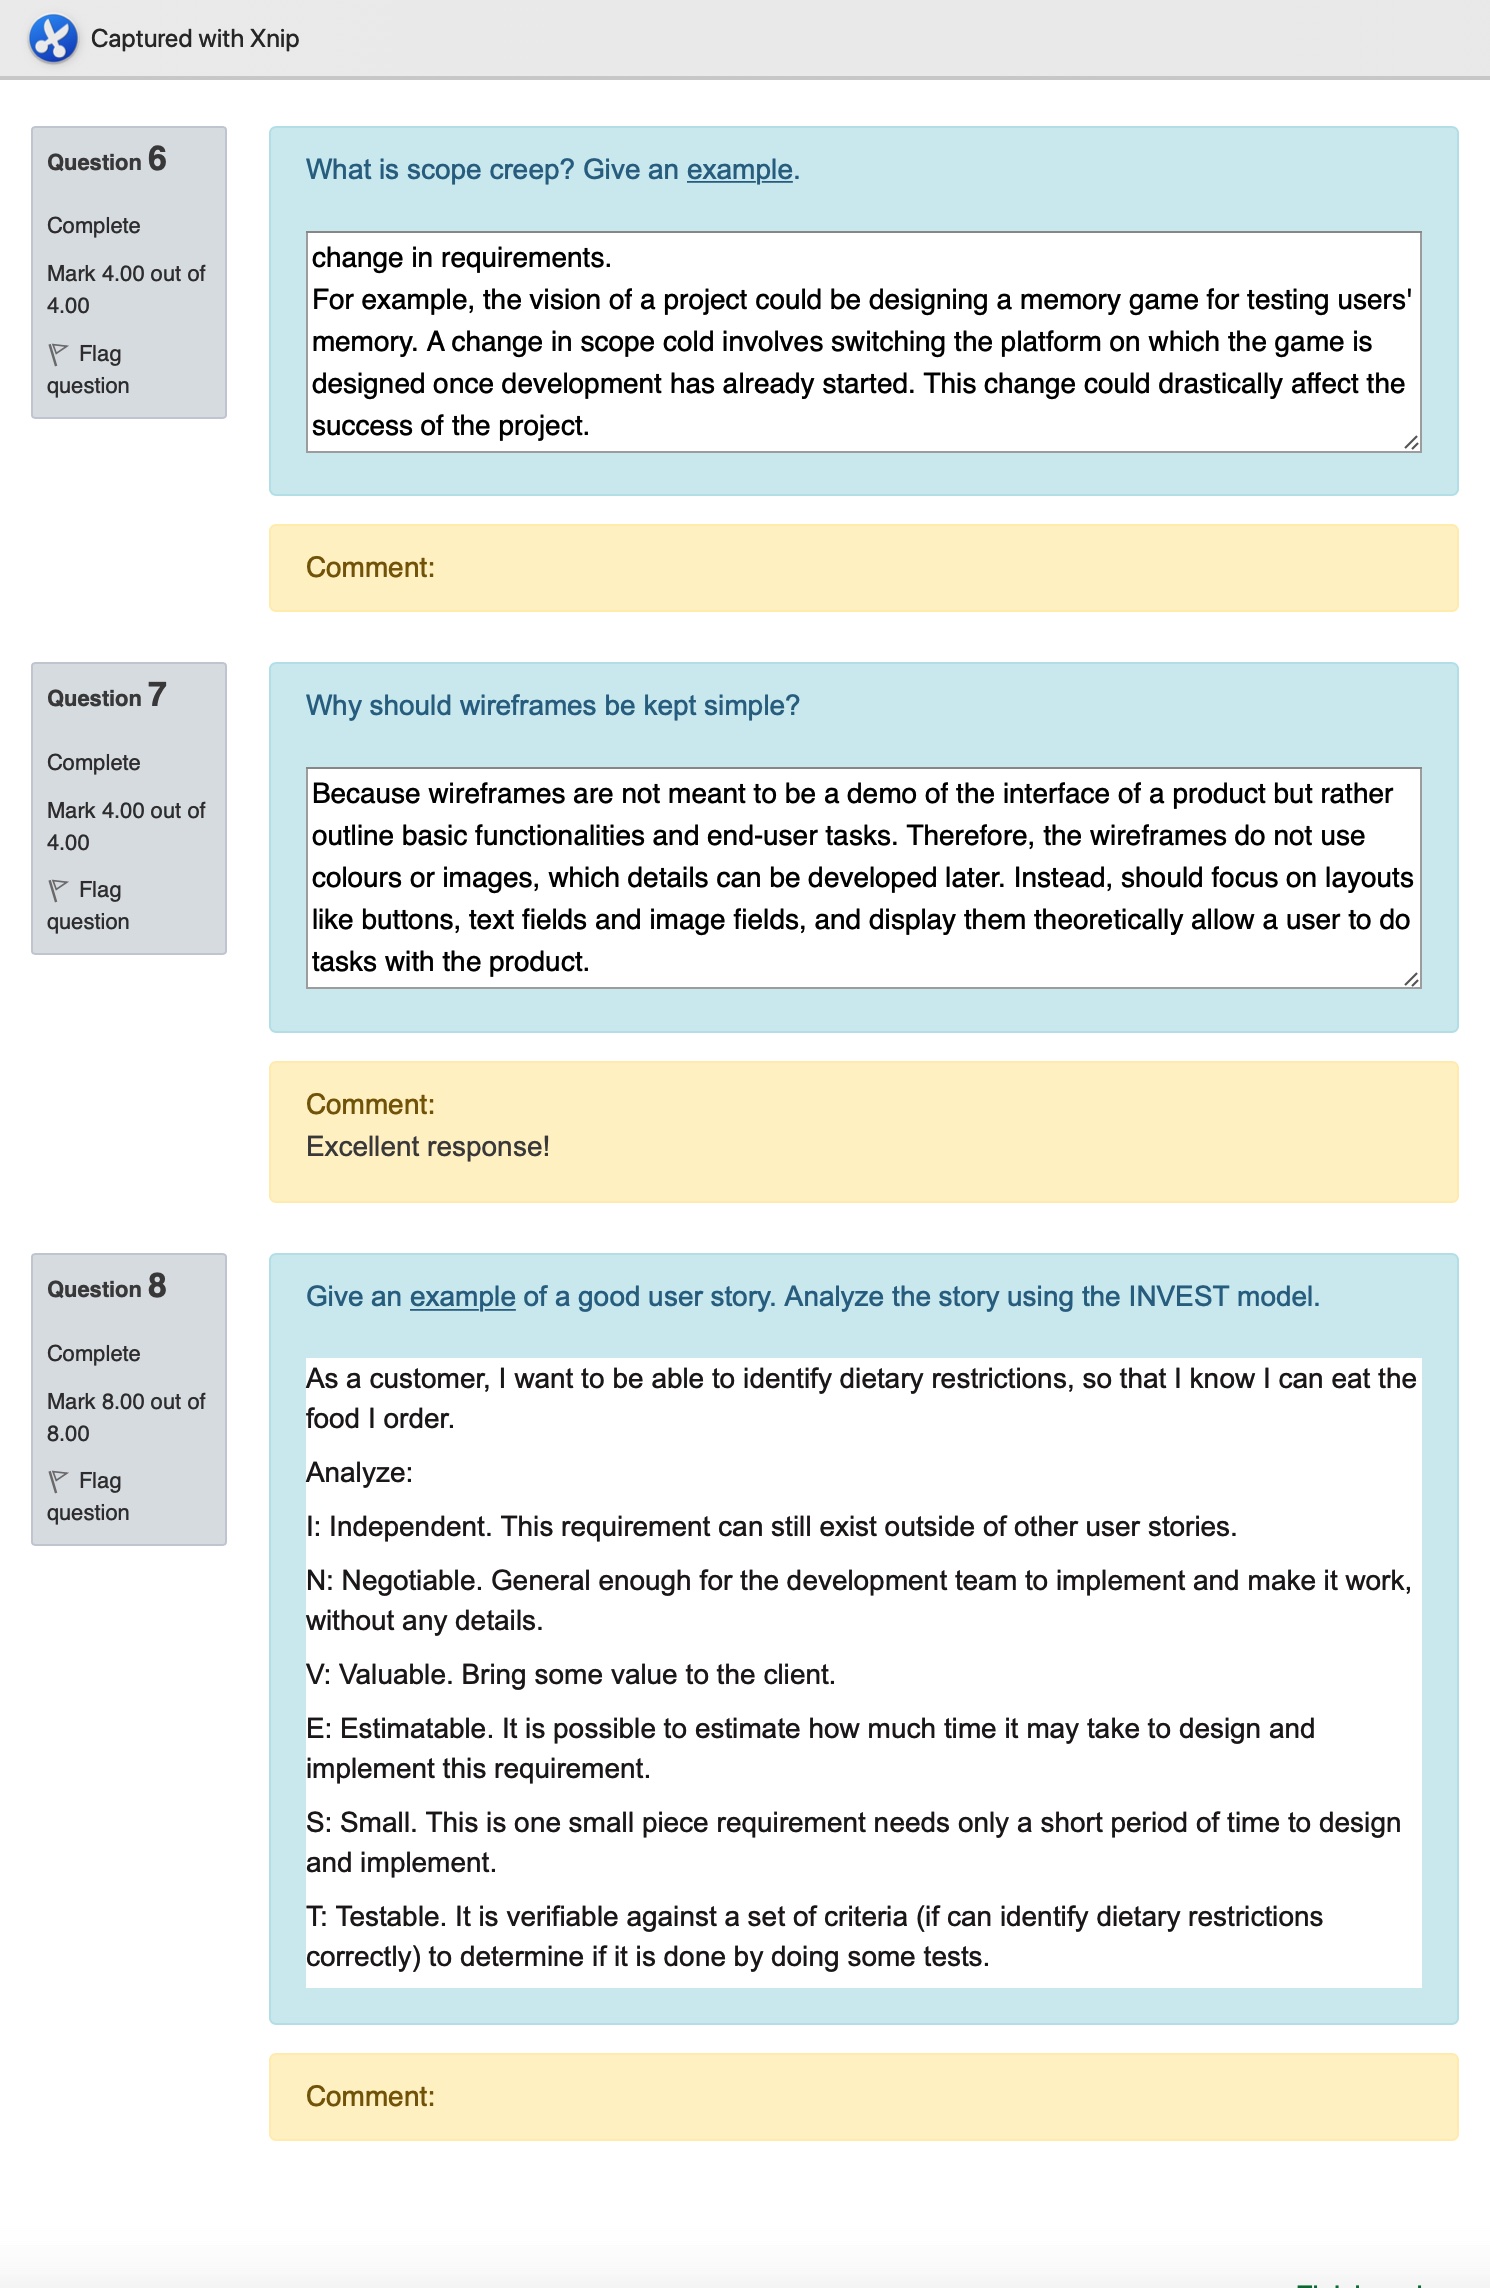 Captured with Xnip
Question 6
Complete
Mark 4.00 out of
4.00
Flag
question
What is scope creep? Give an example.
change in requirements.
For example, the vision of a project could be designing a memory game for testing users'
memory. A change in scope cold involves switching the platform on which the game is
designed once development has already started. This change could drastically affect the
success of the project.
Comment:
Question 7
Complete
Mark 4.00 out of
4.00
Flag
question
Why should wireframes be kept simple?
Because wireframes are not meant to be a demo of the interface of a product but rather
outline basic functionalities and end-user tasks. Therefore, the wireframes do not use
colours or images, which details can be developed later. Instead, should focus on layouts
like buttons, text fields and image fields, and display them theoretically allow a user to do
tasks with the product.
Comment:
Excellent response!
Question 8
Complete
Mark 8.00 out of
8.00
Flag
question
Give an example of a good user story. Analyze the story using the INVEST model.
As a customer, I want to be able to identify dietary restrictions, so that I know I can eat the
food I order.
Analyze:
I: Independent. This requirement can still exist outside of other user stories.
N: Negotiable. General enough for the development team to implement and make it work,
without any details.
V: Valuable. Bring some value to the client.
E: Estimatable. It is possible to estimate how much time it may take to design and
implement this requirement.
S: Small. This is one small piece requirement needs only a short period of time to design
and implement.
T: Testable. It is verifiable against a set of criteria (if can identify dietary restrictions
correctly) to determine if it is done by doing some tests.
Comment: